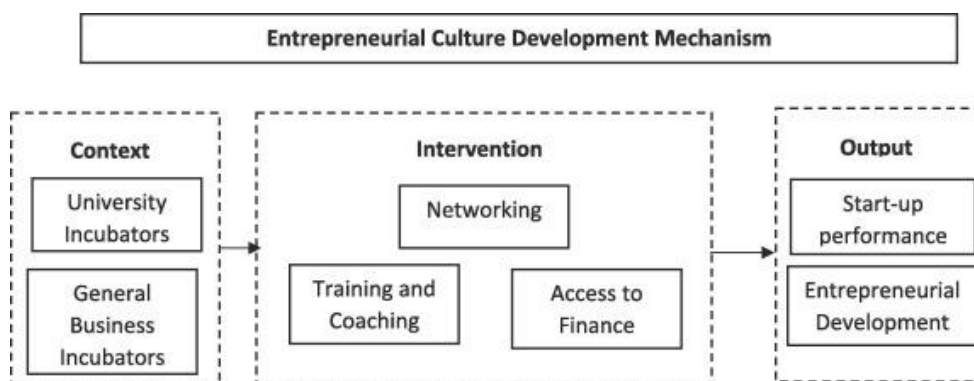 Entrepreneurial Culture Development Mechanism
Context
University
Incubators
General
Business
Incubators
Intervention
Networking
Training and
Coaching
Access to
Finance
Output
Start-up
performance
Entrepreneurial
Development